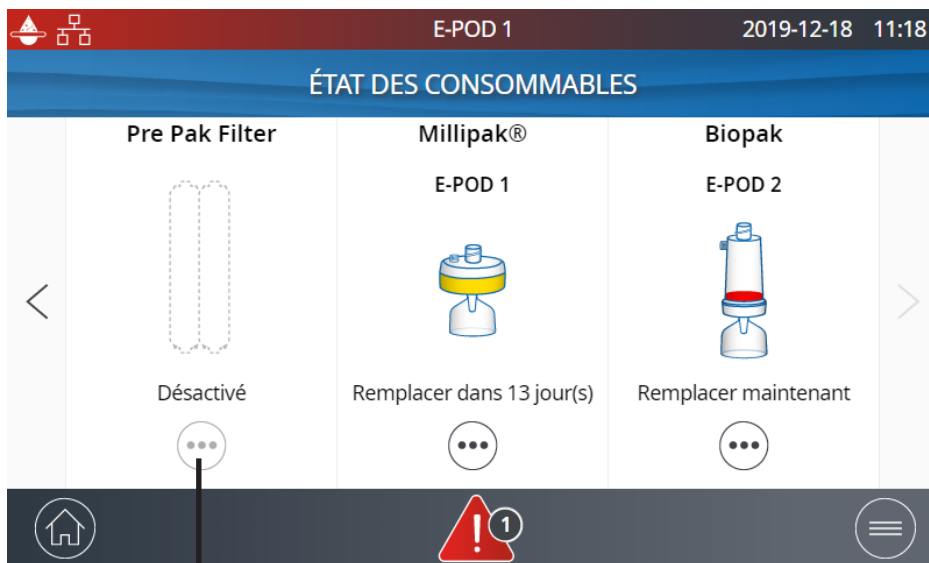 E-POD 1
2019-12-18 11:18
ÉTAT DES CONSOMMABLES
Pre Pak Filter
Désactivé
Millipak®
E-POD 1
Remplacer dans 13 jour(s)
Biopak
E-POD 2
Remplacer maintenant
1